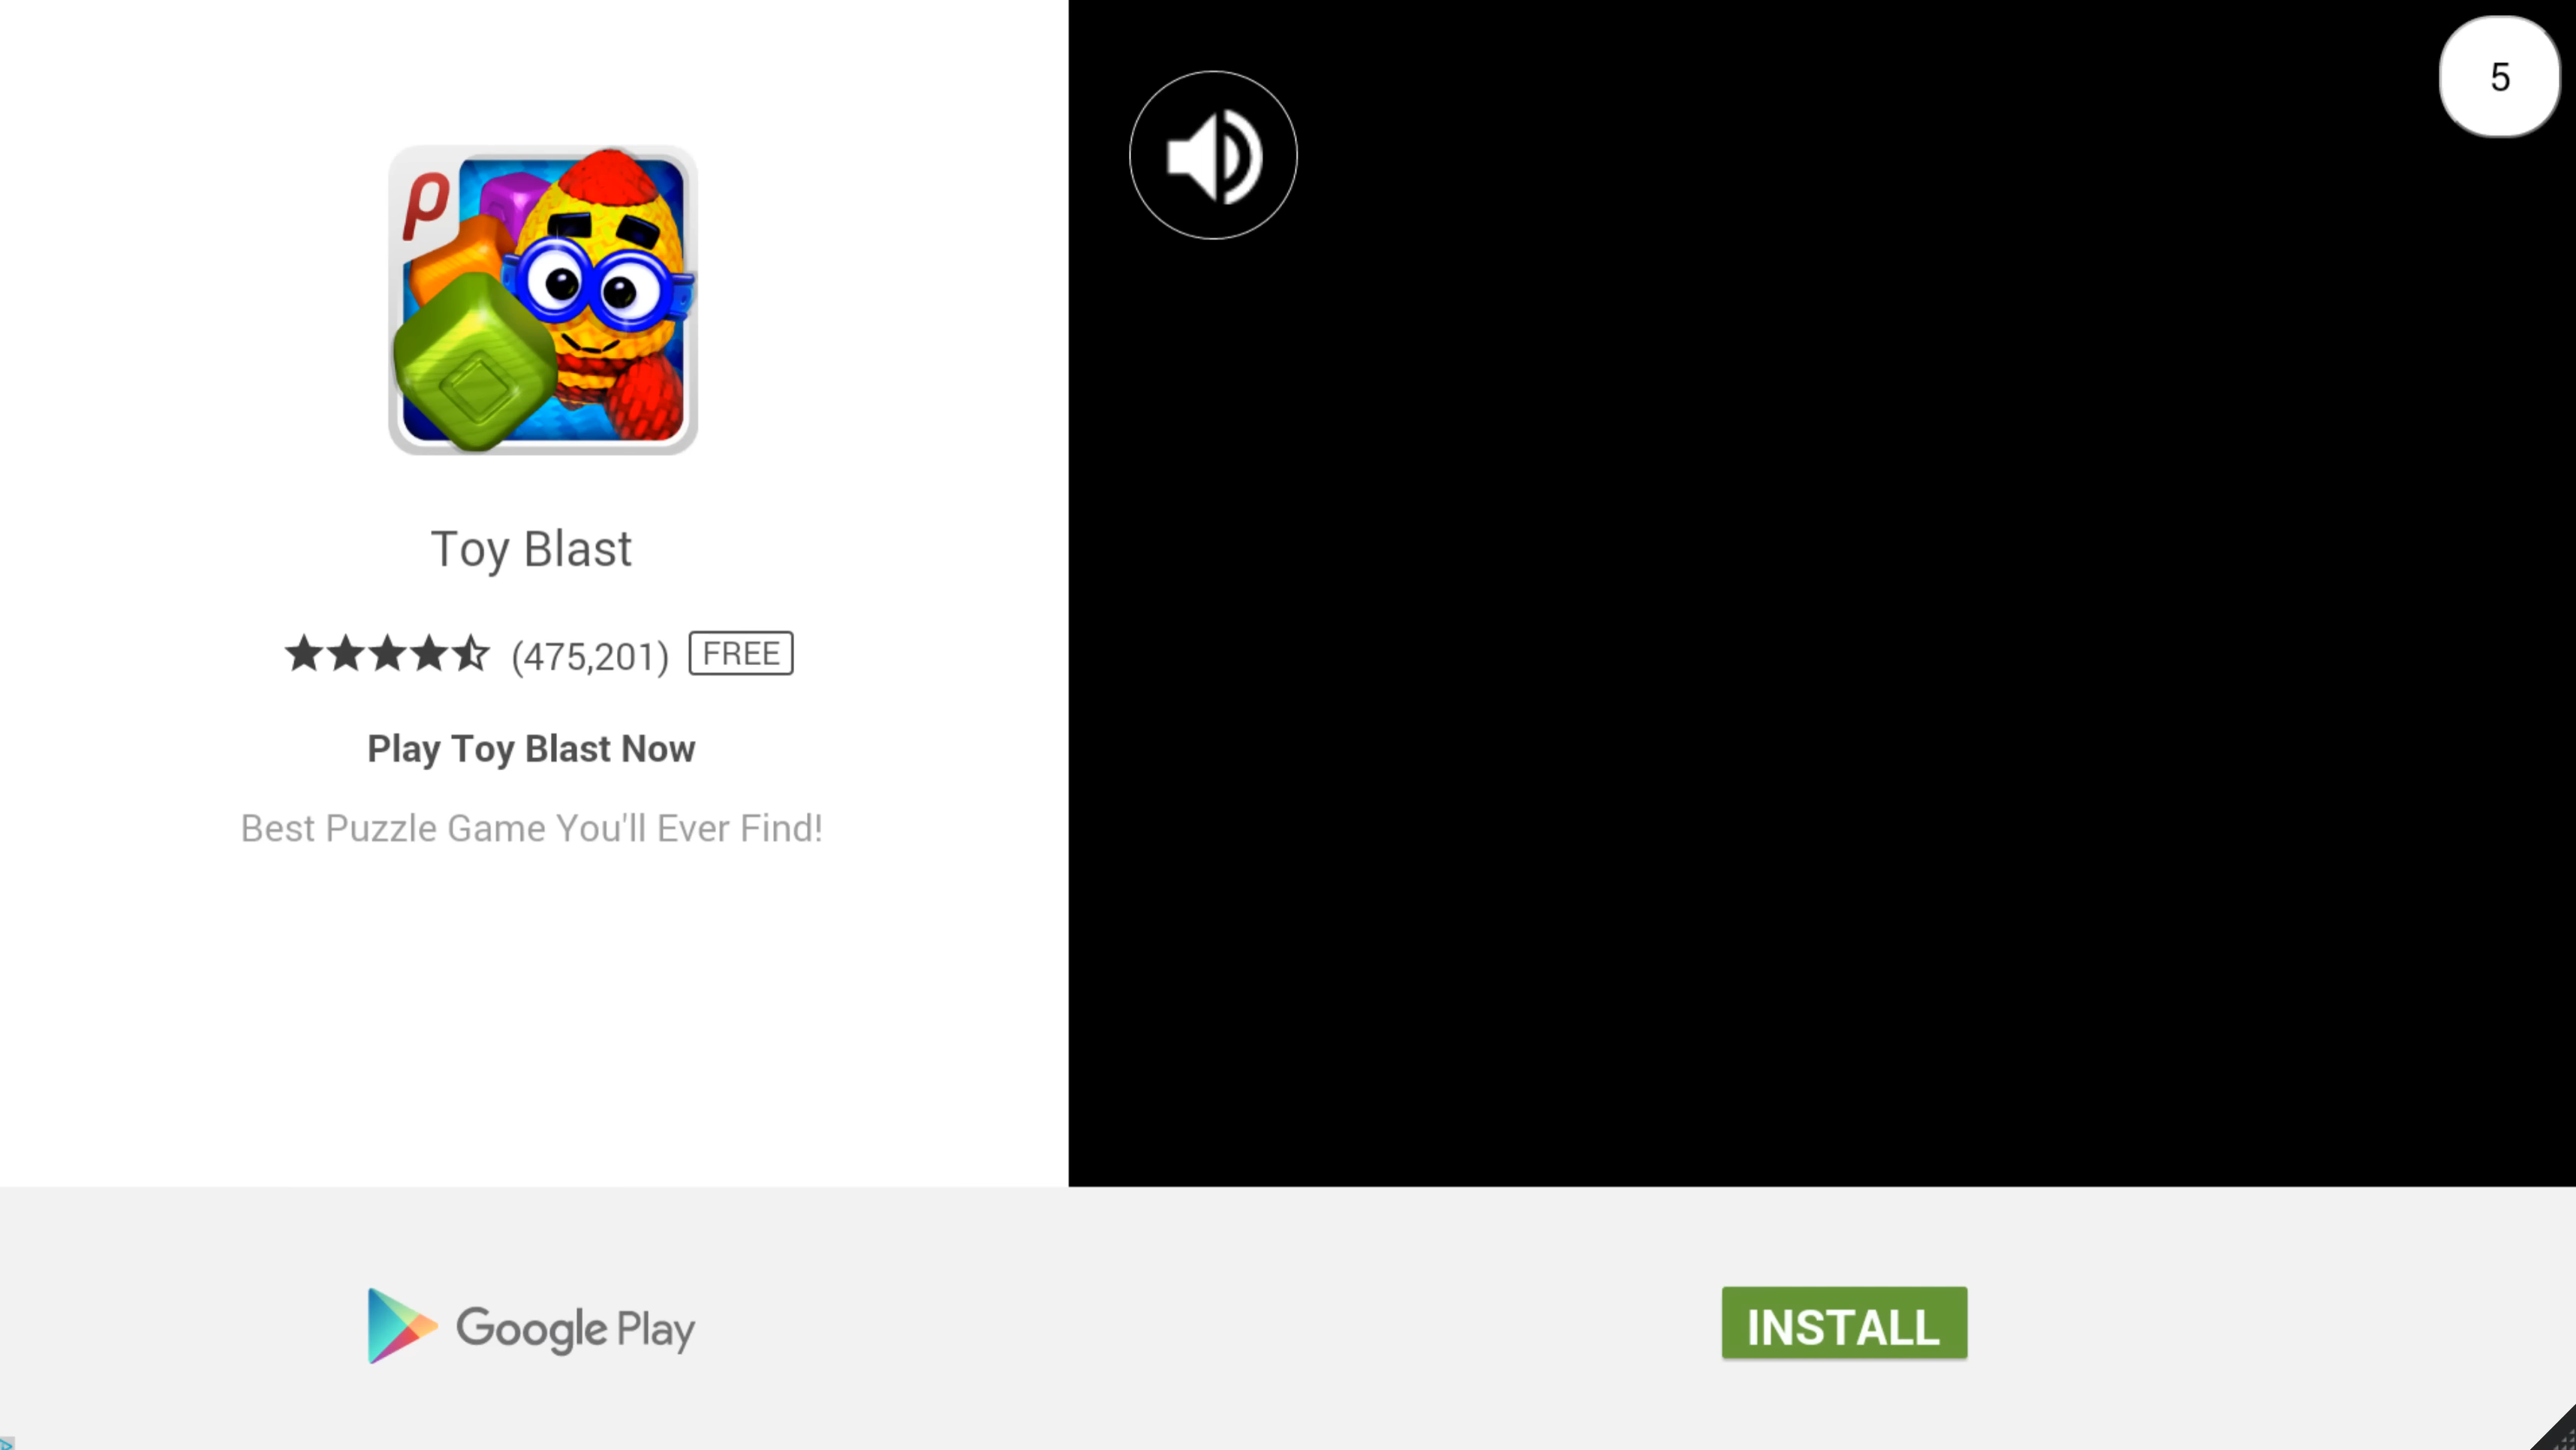 5
ρ
Toy Blast
(475,201) FREE
Play Toy Blast Now
Best Puzzle Game You'll Ever Find!
Google Play
INSTALL